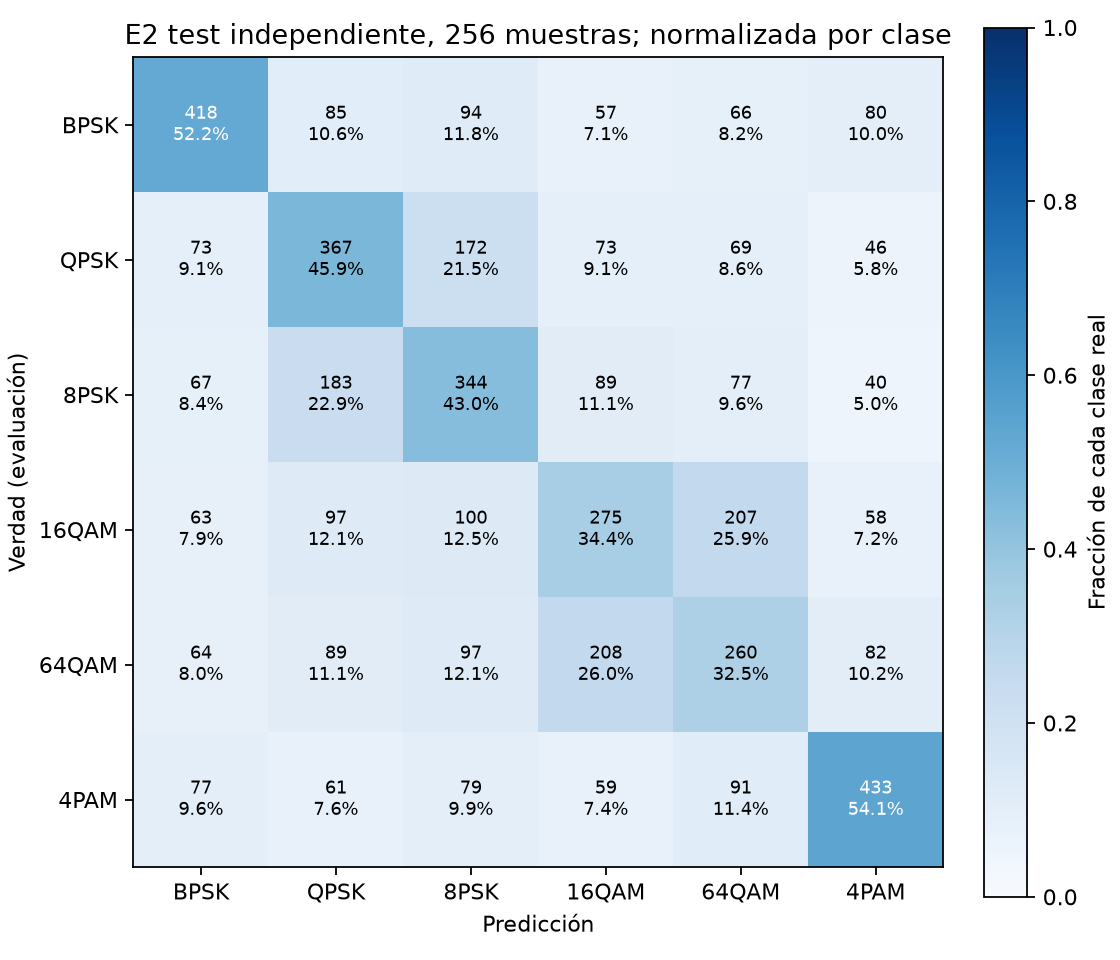 E2 test independiente, 256 muestras; normalizada por clase
BPSK
418 85 94 57 66 80
52.2% 10.6% 11.8% 7.1% 8.2% 10.0%
QPSK
73 367 172 73 69 46
9.1% 45.9% 21.5% 9.1% 8.6% 5.8%
8PSK
67 183 344 89 77 40
8.4% 22.9% 43.0% 11.1% 9.6% 5.0%
16QAM
63 97 100 275 207 58
7.9% 12.1% 12.5% 34.4% 25.9% 7.2%
64QAM
64 89 97 208 260 82
8.0% 11.1% 12.1% 26.0% 32.5% 10.2%
4PAM
77 61 79 59 91 433
9.6% 7.6% 9.9% 7.4% 11.4% 54.1%
BPSK QPSK 8PSK 16QAM 64QAM 4PAM
Predicción
Verdad (evaluación)
1.0
0.8
0.6
0.4
0.2
0.0
Fracción de cada clase real